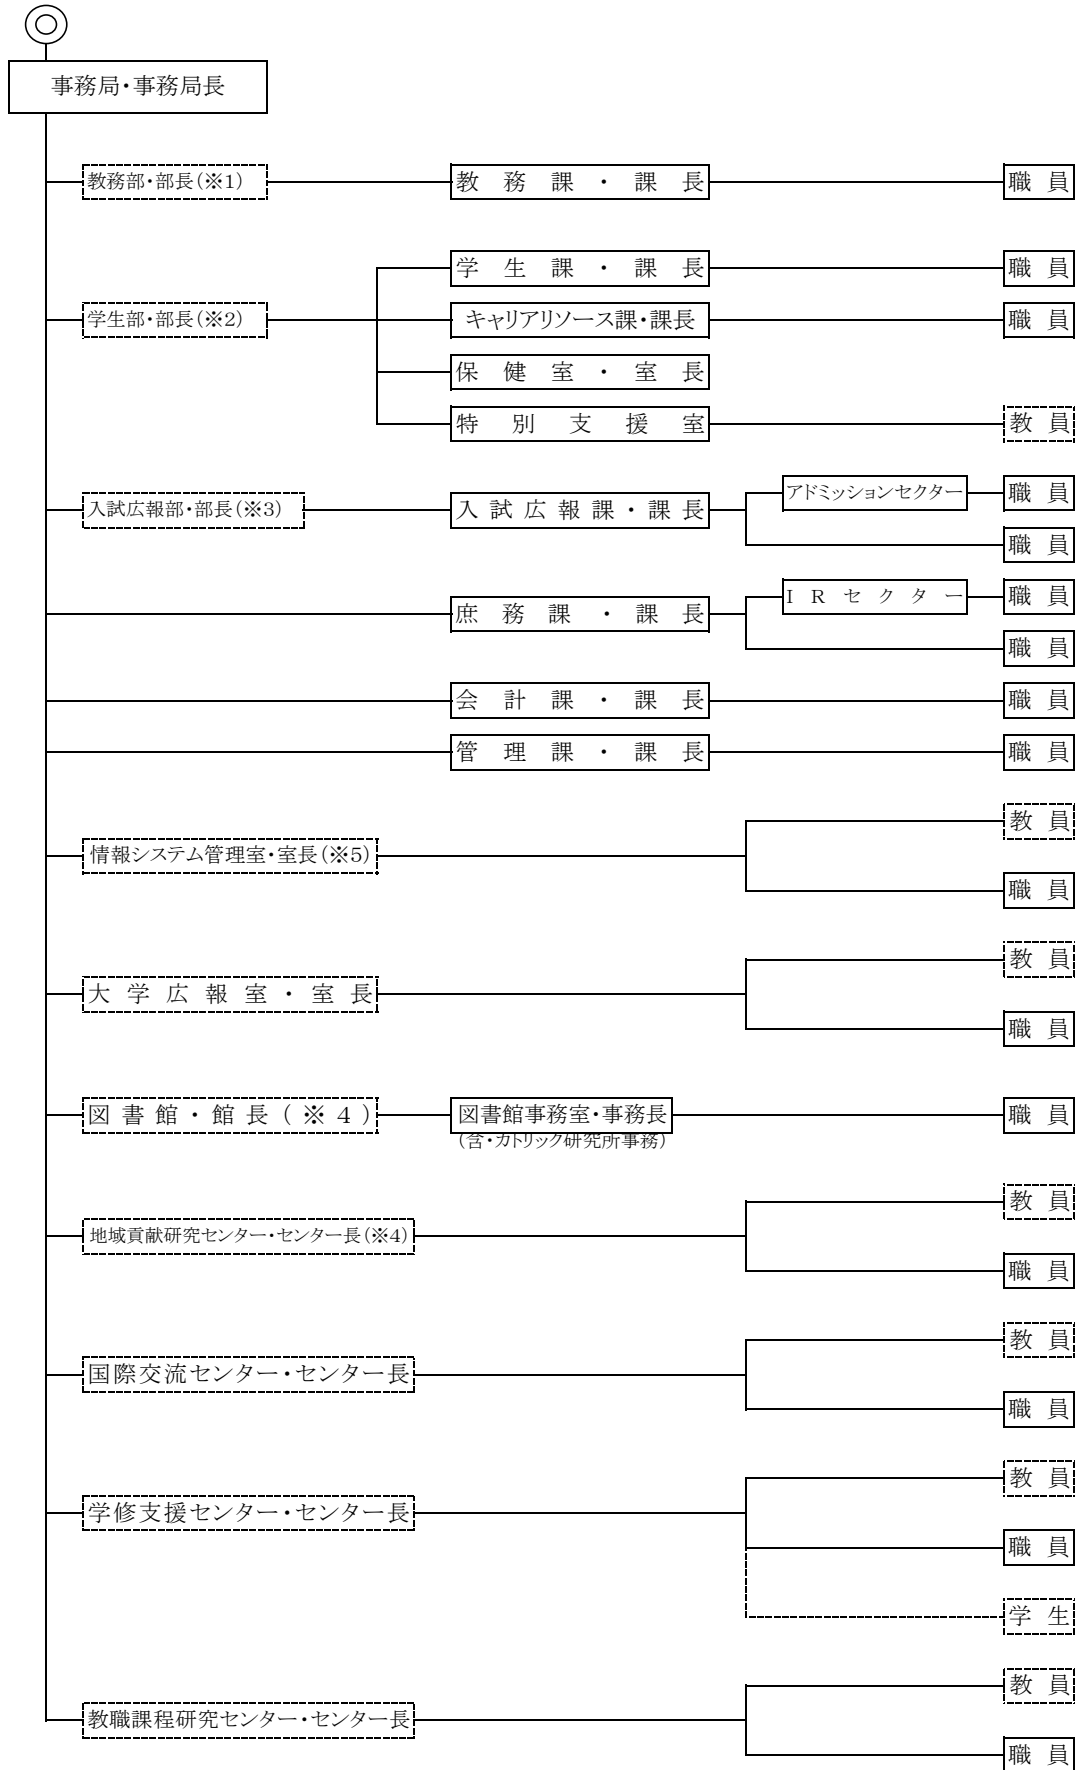 事務局・事務局長
教務部・部長(※1) 教務課・課長 職員
学生課・課長 職員
学生部・部長(※2) キャリアリソース課・課長 職員
保健室・室長
特別支援室 教員
アドミッションセクター 職員
入試広報部・部長(※3) 入試広報課・課長
職員
IRセクター 職員
庶務課・課長
職員
会計課・課長 職員
管理課・課長 職員
教員
情報システム管理室・室長(※5)
職員
教員
大学広報室・室長
職員
図書館・館長(※4) 図書館事務室・事務長 職員
(含・カトリック研究所事務)
教員
地域貢献研究センター・センター長(※4)
職員
教員
国際交流センター・センター長
職員
教員
学修支援センター・センター長
職員
学生
教員
教職課程研究センター・センター長
職員